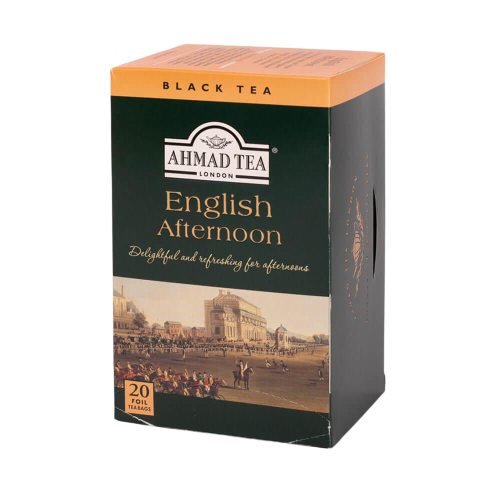 BLACK TEA
AHMAD TEA®
LONDON
English
Afternoon
Delightful and refreshing for afternoons
20
FOIL
TEABAGS